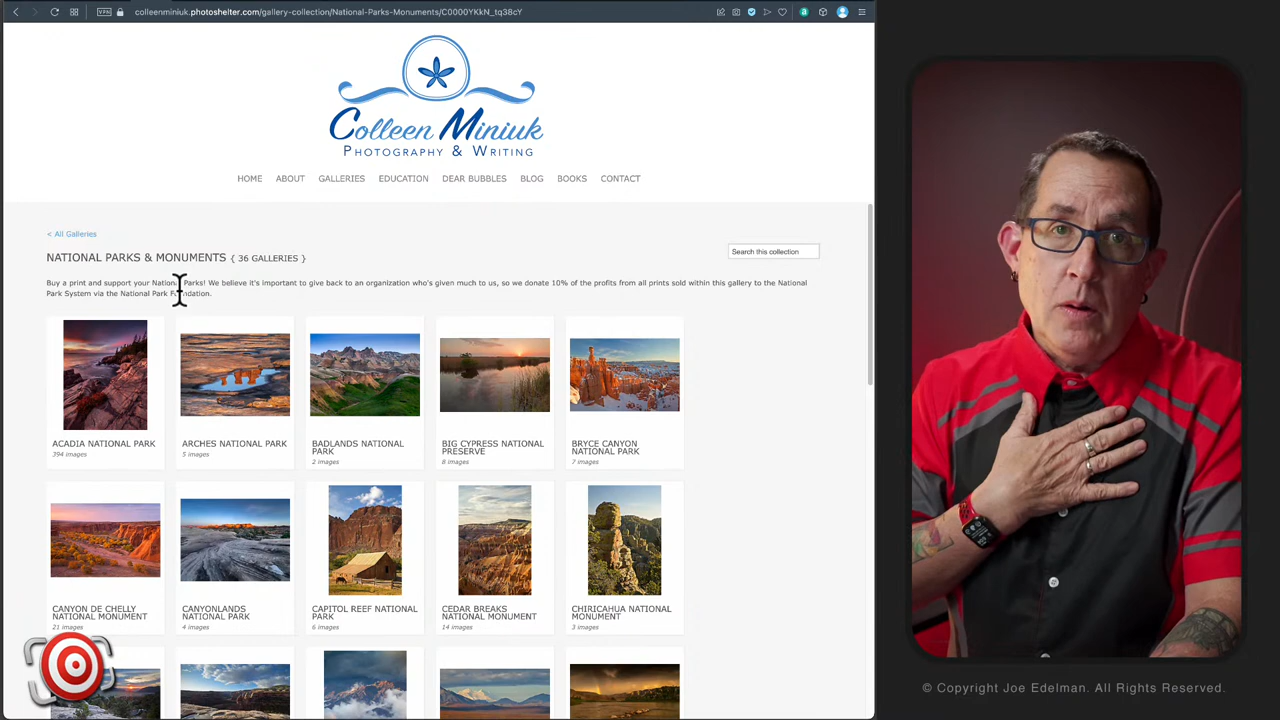 VPN
colleenminiuk.photoshelter.com/gallery-collection/National-Parks-Monuments/C0000YKkN_tq38cY
Colleen Miniuk
PHOTOGRAPHY & WRITING
HOME ABOUT GALLERIES EDUCATION DEAR BUBBLES BLOG BOOKS CONTACT
< All Galleries
NATIONAL PARKS & MONUMENTS { 36 GALLERIES }
Search this collection
Buy a print and support your National Parks! We believe it's important to give back to an organization who's given much to us, so we donate 10% of the profits from all prints sold within this gallery to the National
Park System via the National Park Foundation.
ACADIA NATIONAL PARK
394 images
ARCHES NATIONAL PARK
5 images
BADLANDS NATIONAL
PARK
2 images
BIG CYPRESS NATIONAL
PRESERVE
8 images
BRYCE CANYON
NATIONAL PARK
7 images
CANYON DE CHELLY
NATIONAL MONUMENT
21 images
CANYONLANDS
NATIONAL PARK
4 images
CAPITOL REEF NATIONAL
PARK
6 images
CEDAR BREAKS
NATIONAL MONUMENT
14 images
CHIRICAHUA NATIONAL
MONUMENT
3 images
© Copyright Joe Edelman. All Rights Reserved.